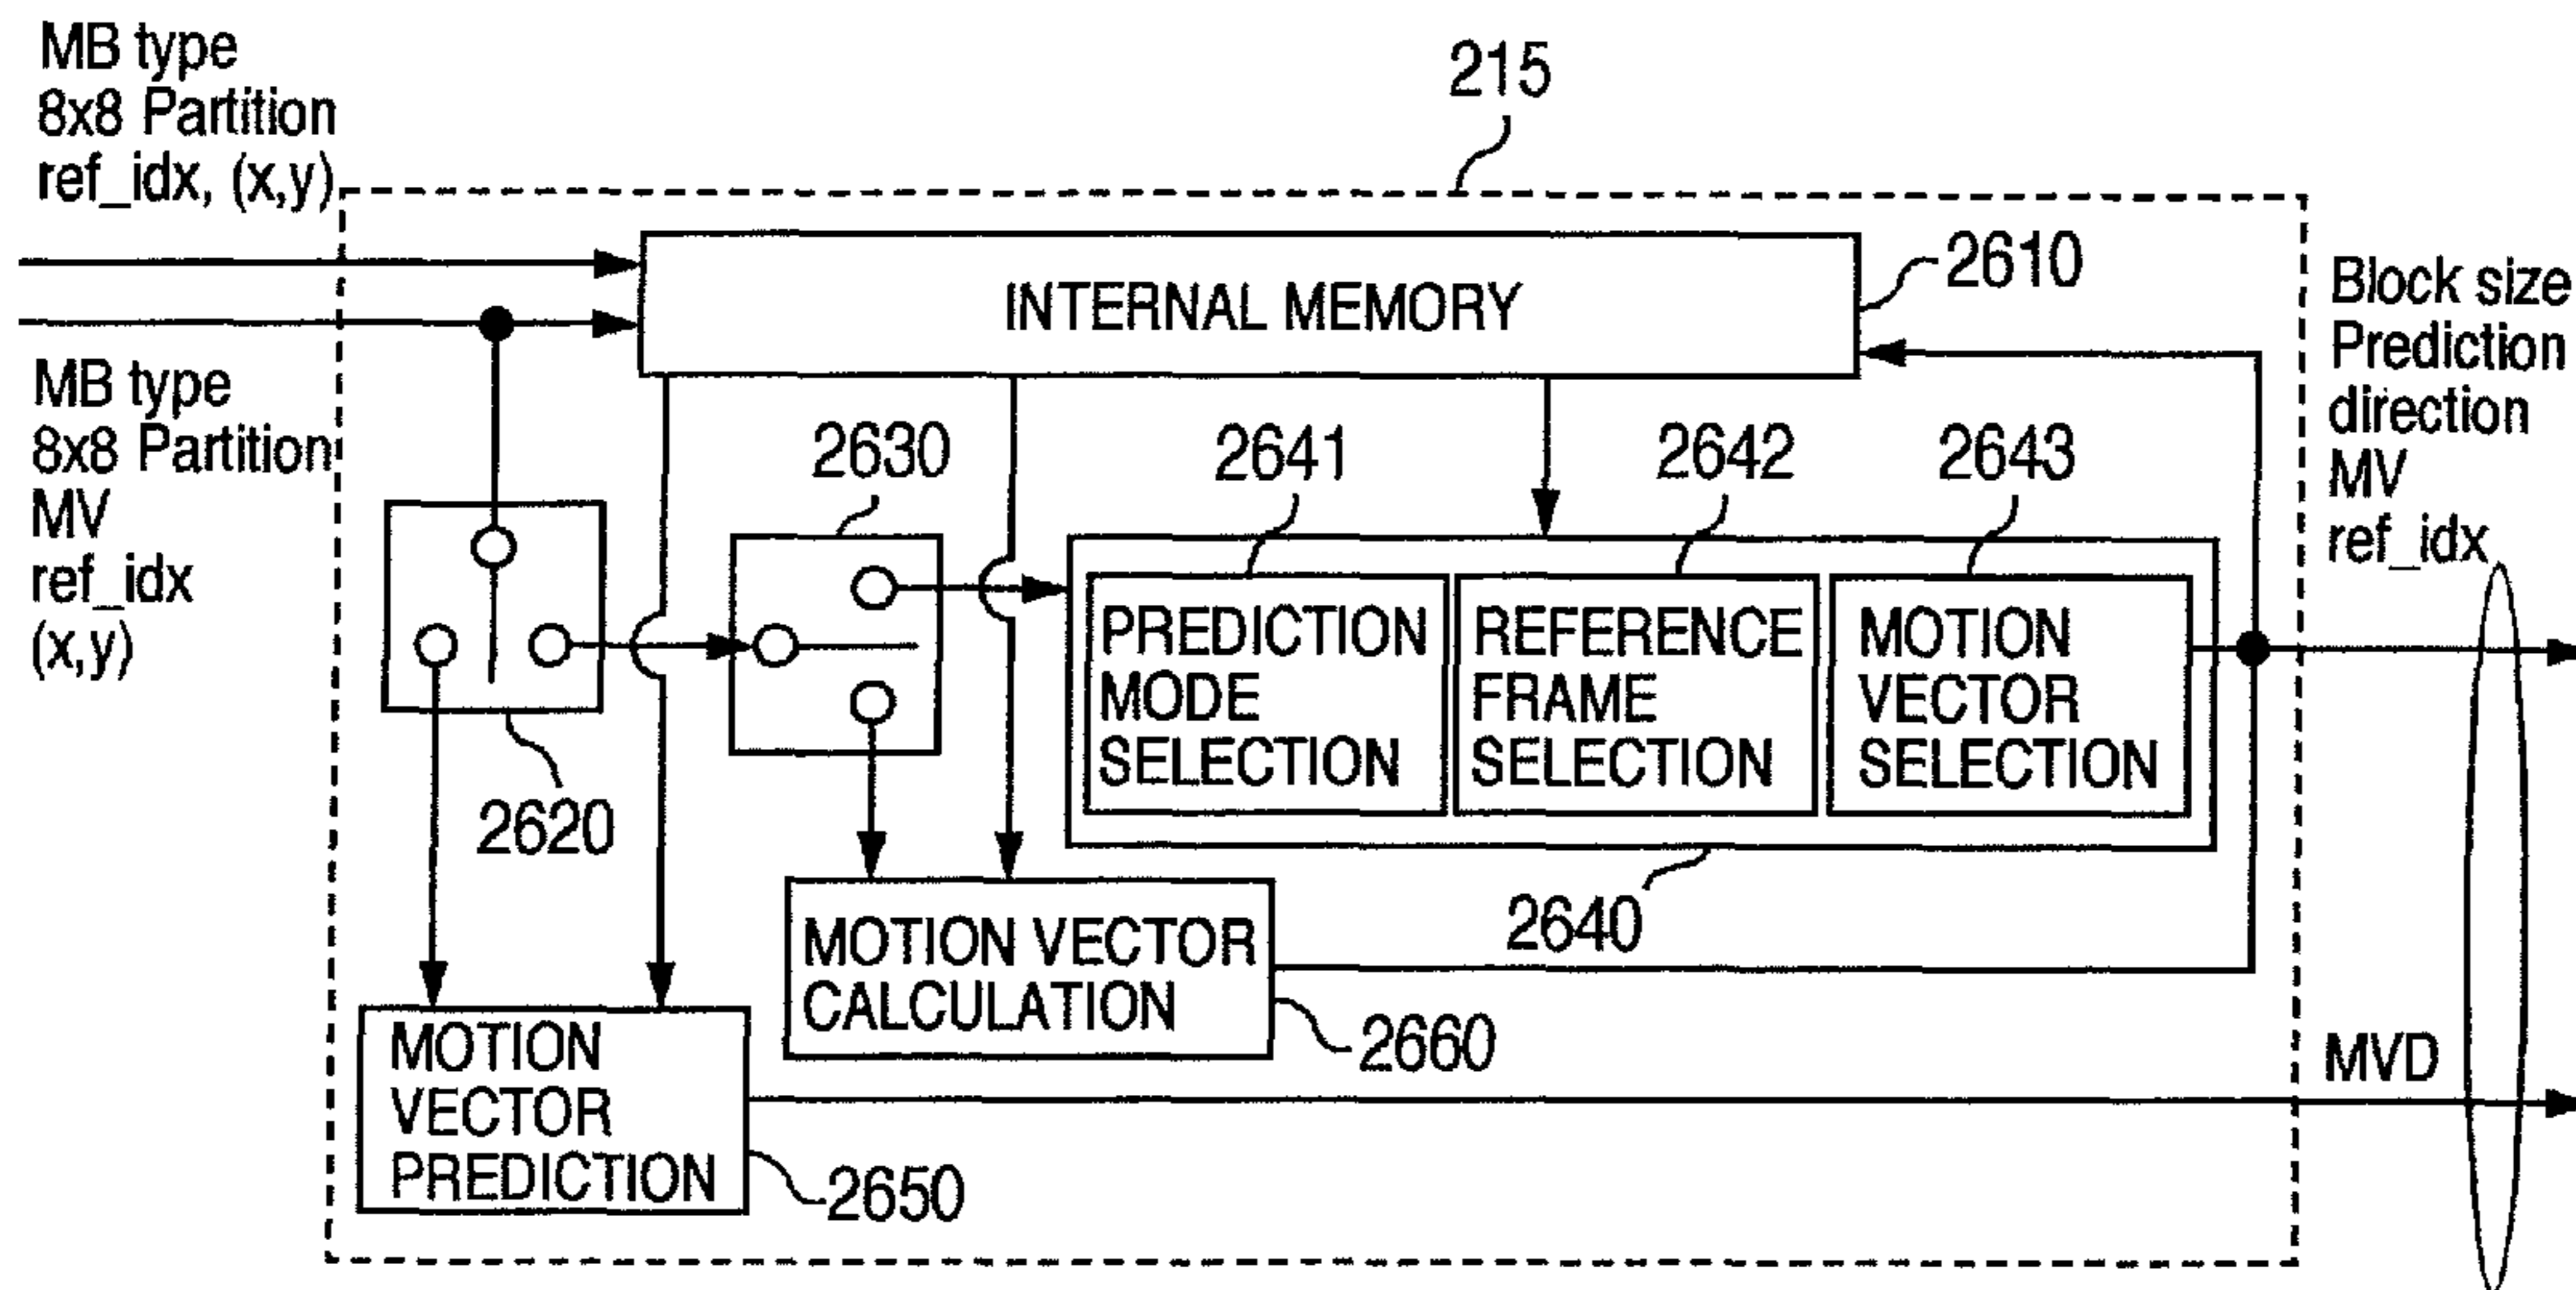 MB type
8x8 Partition
ref_idx, (x,y)
215
INTERNAL MEMORY
2610
Block size
Prediction
direction
MV
ref_idx
MB type
8x8 Partition
MV
ref_idx
(x,y)
2630
2641
2642
2643
PREDICTION
MODE
SELECTION
REFERENCE
FRAME
SELECTION
MOTION
VECTOR
SELECTION
2620
2640
MOTION VECTOR
CALCULATION
2660
MVD
MOTION
VECTOR
PREDICTION
2650